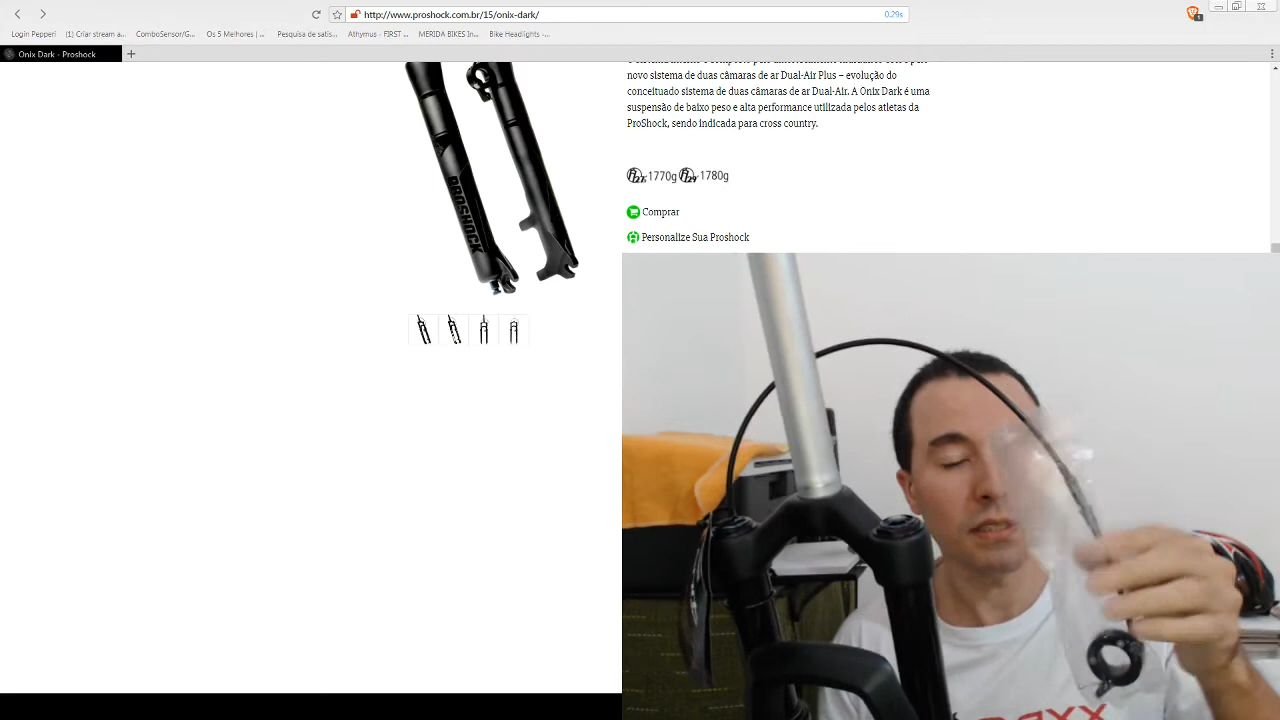 http://www.proshock.com.br/15/onix-dark/
0.29s
1
Login Pepperi
(1) Criar stream a...
ComboSensor/G...
Os 5 Melhores | ...
Pesquisa de satis...
Athymus - FIRST ...
MERIDA BIKES In...
Bike Headlights -...
Onix Dark - Proshock
novo sistema de duas câmaras de ar Dual-Air Plus – evolução do
conceituado sistema de duas câmaras de ar Dual-Air. A Onix Dark é uma
suspensão de baixo peso e alta performance utilizada pelos atletas da
ProShock, sendo indicada para cross country.
1770g
1780g
Comprar
Personalize Sua Proshock
PROSHOCK